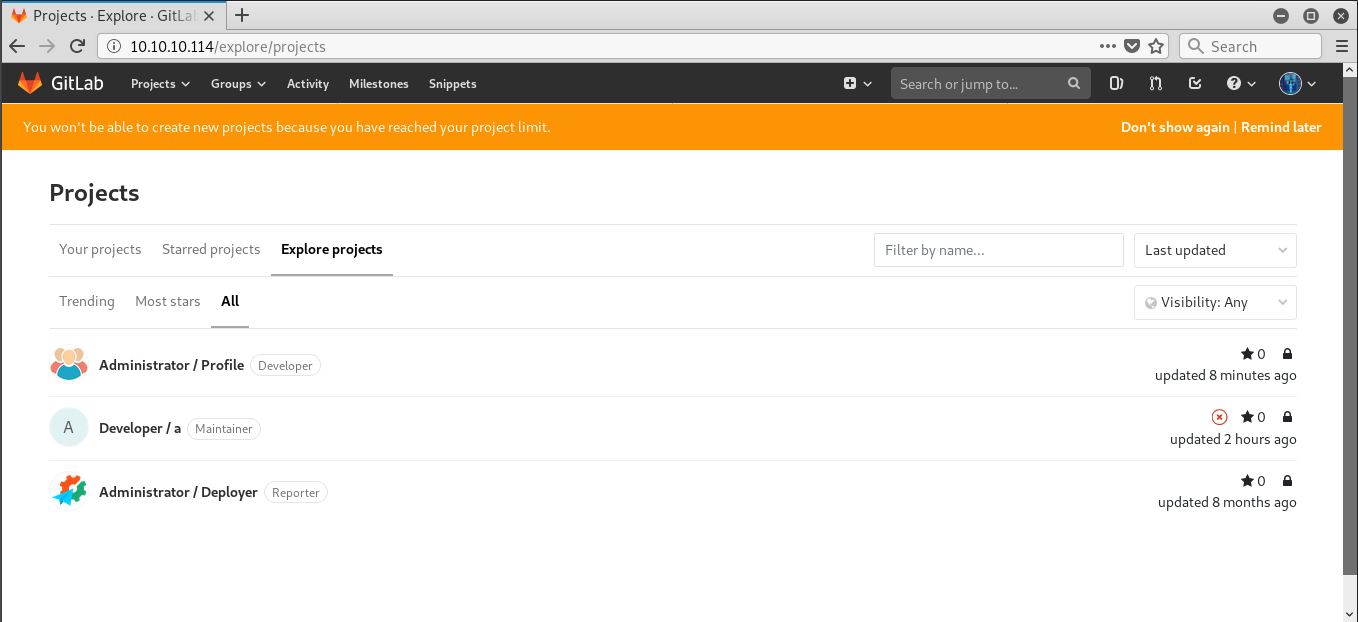 Projects · Explore · GitLab
10.10.10.114/explore/projects
Search
GitLab Projects Groups Activity Milestones Snippets Search or jump to...
You won't be able to create new projects because you have reached your project limit. Don't show again | Remind later
Projects
Your projects Starred projects Explore projects Filter by name... Last updated
Trending Most stars All Visibility: Any
Administrator / Profile Developer 0
updated 8 minutes ago
A Developer / a Maintainer 0
updated 2 hours ago
Administrator / Deployer Reporter 0
updated 8 months ago